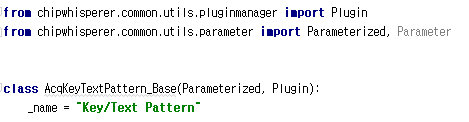 from chipwhisperer.common.utils.pluginmanager import Plugin
from chipwhisperer.common.utils.parameter import Parameterized, Parameter
class AcqKeyTextPattern_Base(Parameterized, Plugin):
    _name = "Key/Text Pattern"